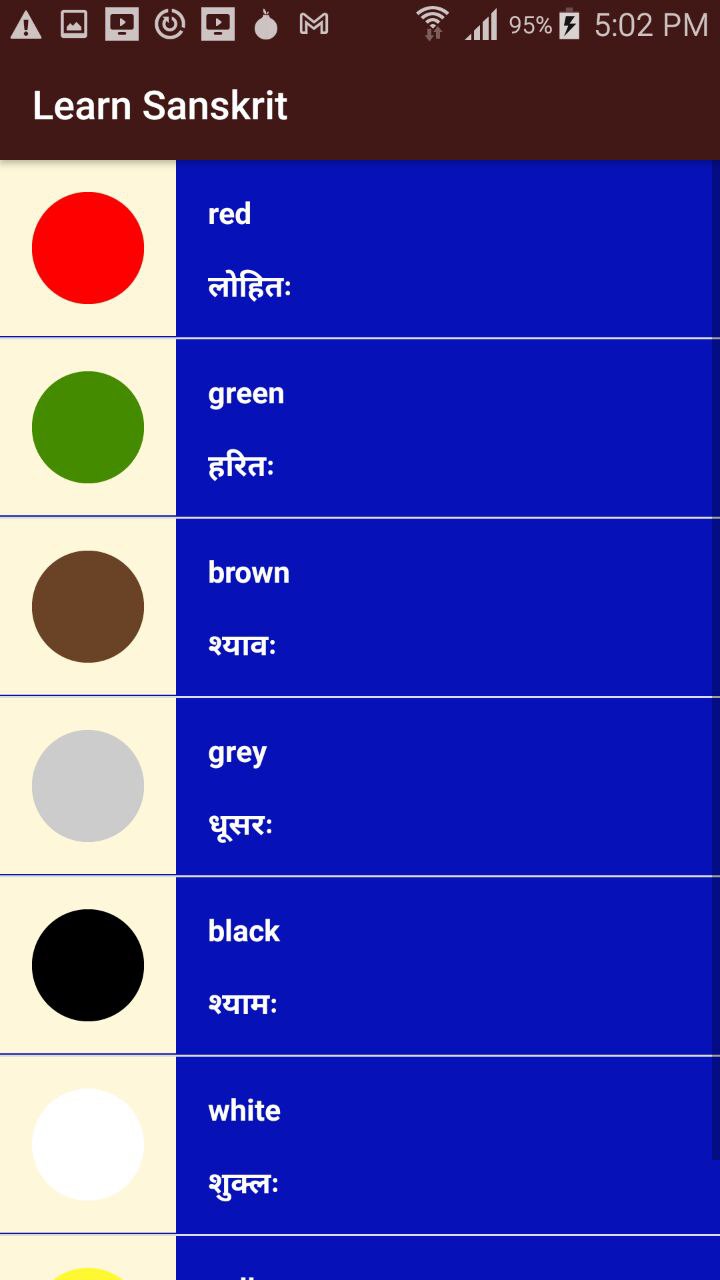 95% 5:02 PM
Learn Sanskrit
red
लोहितः
green
हरितः
brown
श्यावः
grey
धूसरः
black
श्यामः
white
शुक्लः